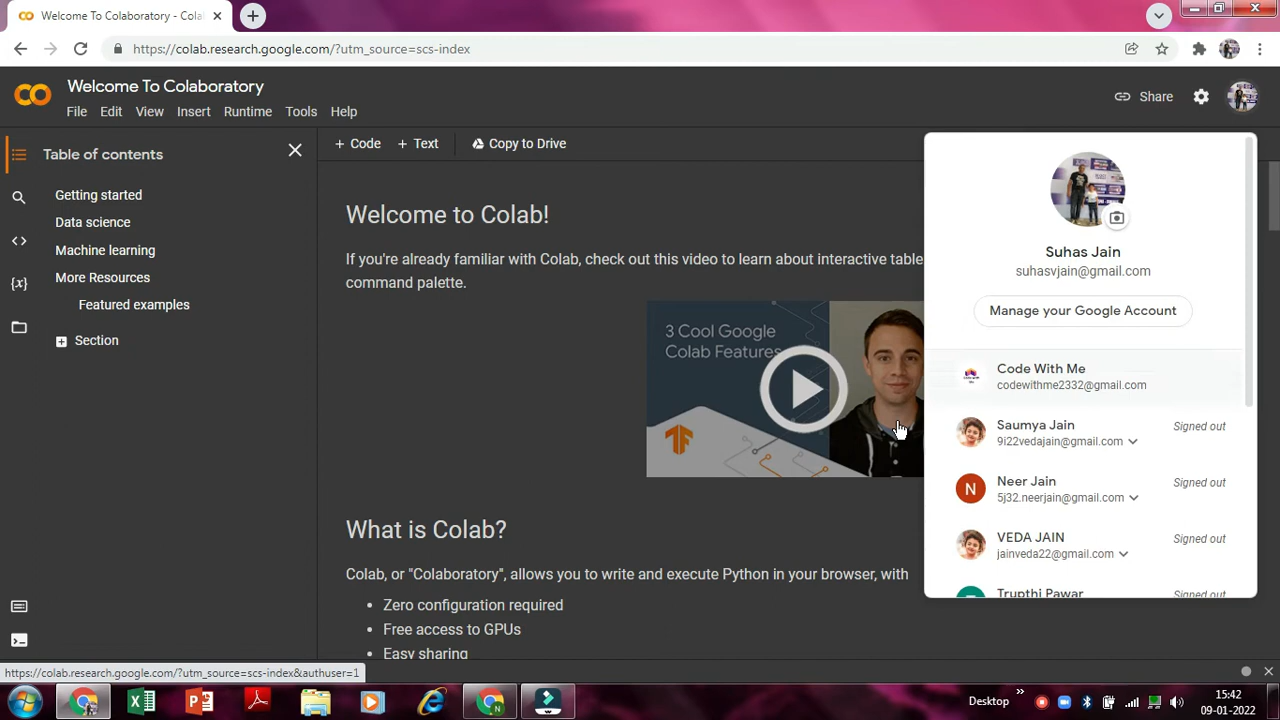 Welcome To Colaboratory - Cola
https://colab.research.google.com/?utm_source=scs-index
Welcome To Colaboratory
File Edit View Insert Runtime Tools Help
Share
Table of contents
+ Code + Text Copy to Drive
Getting started
Data science
Machine learning
More Resources
Featured examples
Section
Welcome to Colab!
If you're already familiar with Colab, check out this video to learn about interactive table
command palette.
3 Cool Google
Colab Features
What is Colab?
Colab, or "Colaboratory", allows you to write and execute Python in your browser, with
• Zero configuration required
• Free access to GPUs
• Easy sharing
Suhas Jain
suhasvjain@gmail.com
Manage your Google Account
Code With Me
codewithme2332@gmail.com
Saumya Jain Signed out
9i22vedajain@gmail.com
Neer Jain Signed out
N
5j32.neerjain@gmail.com
VEDA JAIN Signed out
jainveda22@gmail.com
Trupthi Pawar Signed out
https://colab.research.google.com/?utm_source=scs-index&authuser=1
Desktop
15:42
09-01-2022